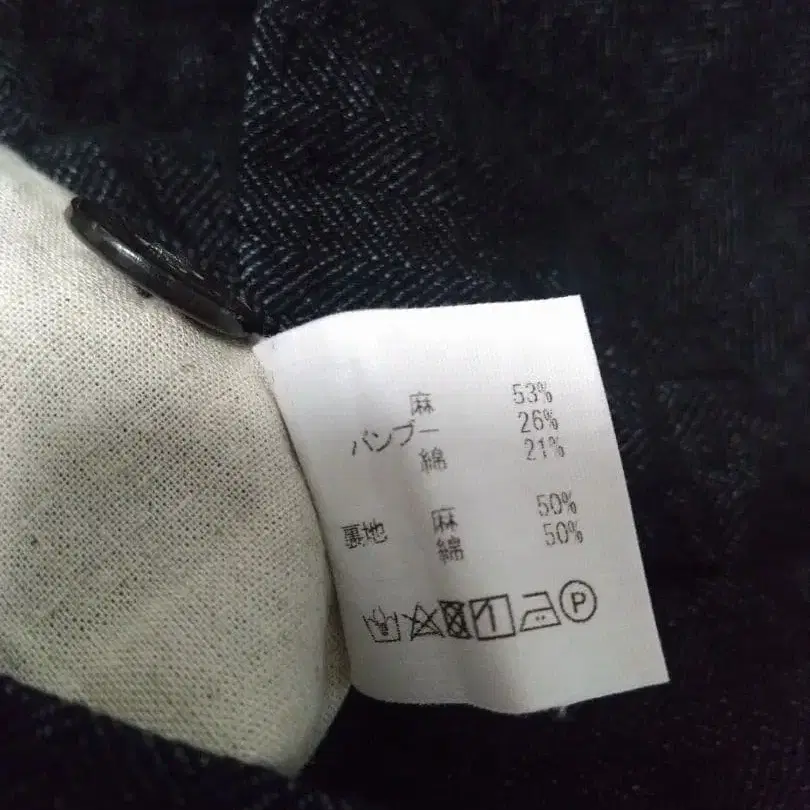 麻 53%
バンブー 26%
綿 21%
裏地 麻 50%
綿 50%
P